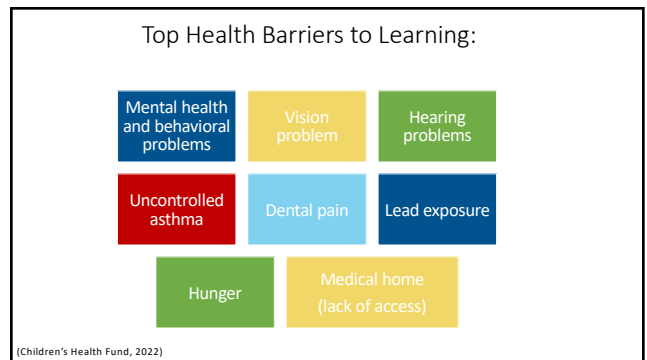 Top Health Barriers to Learning:
Mental health
and behavioral
problems
Vision
problem
Hearing
problems
Uncontrolled
asthma
Dental pain
Lead exposure
Hunger
Medical home
(lack of access)
(Children's Health Fund, 2022)